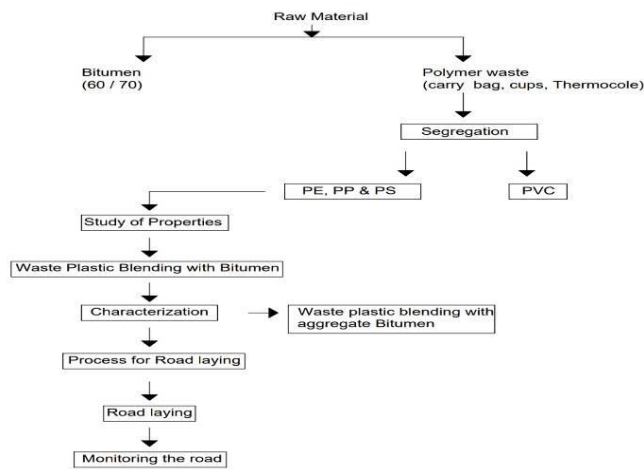 Raw Material
Bitumen
(60 / 70)
Polymer waste
(carry bag, cups, Thermocole)
Segregation
PE, PP & PS
PVC
Study of Properties
Waste Plastic Blending with Bitumen
Characterization
Waste plastic blending with
aggregate Bitumen
Process for Road laying
Road laying
Monitoring the road